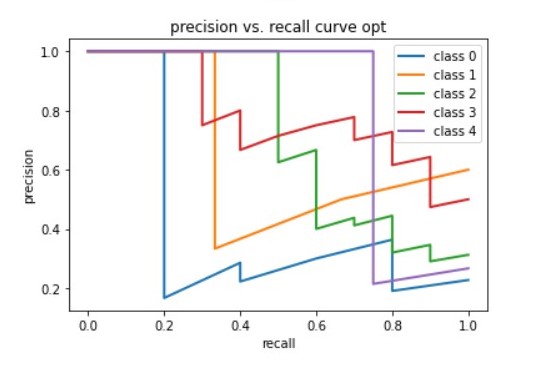 precision vs. recall curve opt
1.0
0.8
0.6
0.4
0.2
precision
class 0
class 1
class 2
class 3
class 4
0.0 0.2 0.4 0.6 0.8 1.0
recall